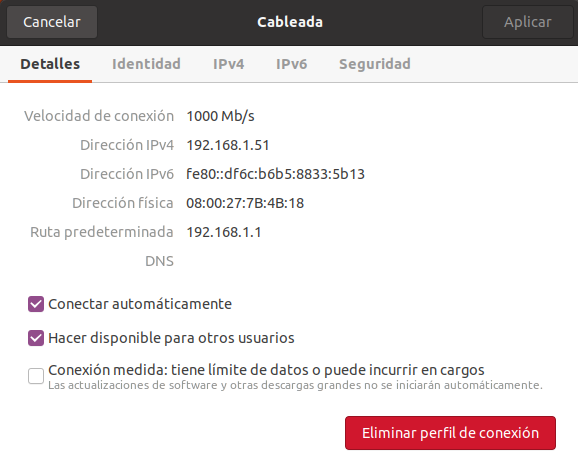 Cancelar Cableada Aplicar
Detalles Identidad IPv4 IPv6 Seguridad
Velocidad de conexión 1000 Mb/s
Dirección IPv4 192.168.1.51
Dirección IPv6 fe80::df6c:b6b5:8833:5b13
Dirección física 08:00:27:7B:4B:18
Ruta predeterminada 192.168.1.1
DNS
Conectar automáticamente
Hacer disponible para otros usuarios
Conexión medida: tiene límite de datos o puede incurrir en cargos
Las actualizaciones de software y otras descargas grandes no se iniciarán automáticamente.
Eliminar perfil de conexión